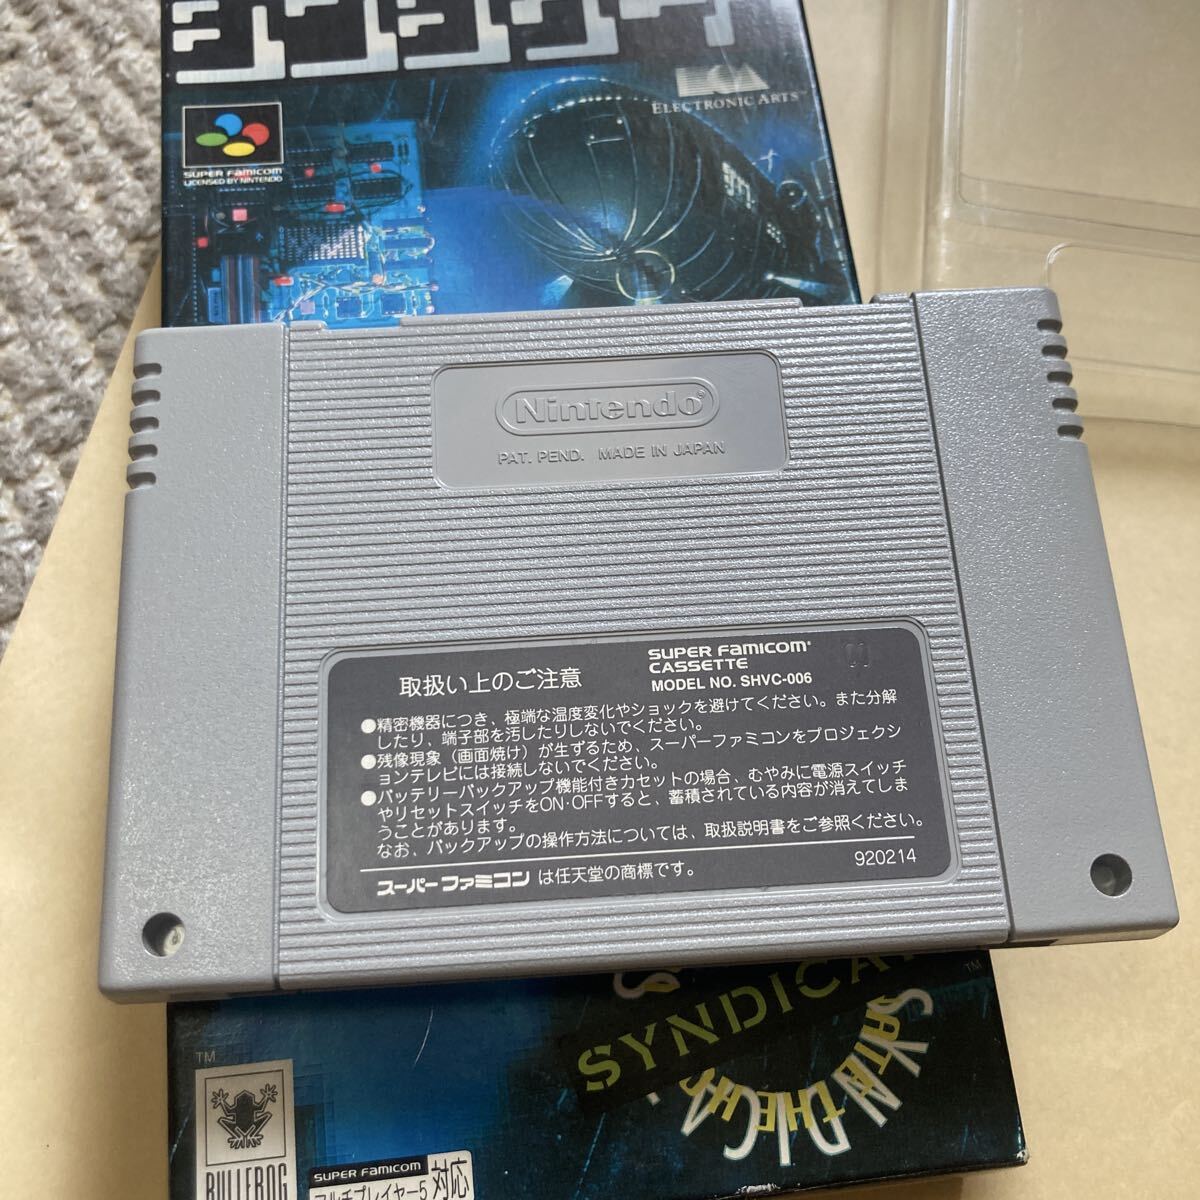 ELECTRONIC ARTS™
SUPER FAMICOM
LICENSED BY NINTENDO
Nintendo®
PAT. PEND. MADE IN JAPAN
SUPER FAMICOM®
CASSETTE
MODEL NO. SHVC-006
取扱い上のご注意
●精密機器につき、極端な温度変化やショックを避けてください。また分解
したり、端子部を汚したりしないでください。
●残像現象（画面焼け）が生ずるため、スーパーファミコンをプロジェクシ
ョンテレビには接続しないでください。
●バッテリーバックアップ機能付きカセットの場合、むやみに電源スイッチ
やリセットスイッチをON·OFFすると、蓄積されている内容が消えてしま
うことがあります。
なお、バックアップの操作方法については、取扱説明書をご参照ください。
スーパーファミコンは任天堂の商標です。
920214
TM
SYNDICA
TM
BULLFROG
SUPER FAMICOM
マルチプレイヤー5 対応